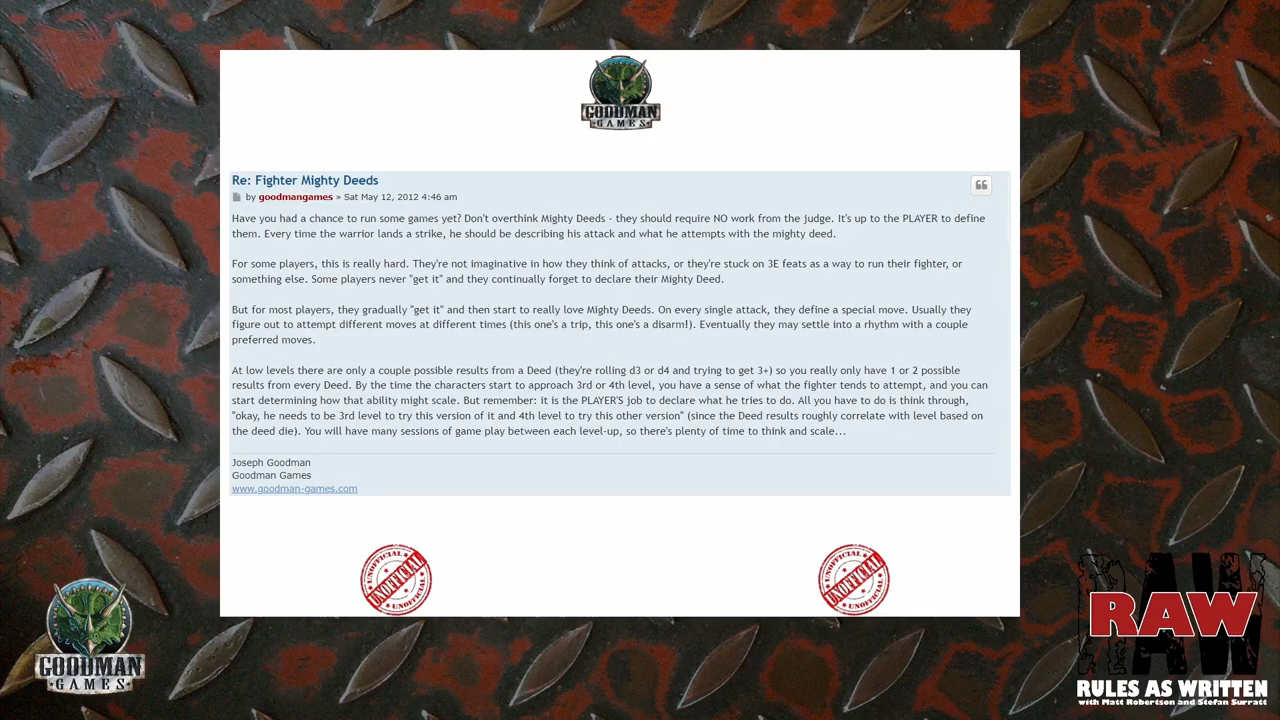 GOODMAN
GAMES
Re: Fighter Mighty Deeds
by goodmangames » Sat May 12, 2012 4:46 am
Have you had a chance to run some games yet? Don't overthink Mighty Deeds - they should require NO work from the judge. It's up to the PLAYER to define
them. Every time the warrior lands a strike, he should be describing his attack and what he attempts with the mighty deed.
For some players, this is really hard. They're not imaginative in how they think of attacks, or they're stuck on 3E feats as a way to run their fighter, or
something else. Some players never "get it" and they continually forget to declare their Mighty Deed.
But for most players, they gradually "get it" and then start to really love Mighty Deeds. On every single attack, they define a special move. Usually they
figure out to attempt different moves at different times (this one's a trip, this one's a disarm!). Eventually they may settle into a rhythm with a couple
preferred moves.
At low levels there are only a couple possible results from a Deed (they're rolling d3 or d4 and trying to get 3+) so you really only have 1 or 2 possible
results from every Deed. By the time the characters start to approach 3rd or 4th level, you have a sense of what the fighter tends to attempt, and you can
start determining how that ability might scale. But remember: it is the PLAYER'S job to declare what he tries to do. All you have to do is think through,
"okay, he needs to be 3rd level to try this version of it and 4th level to try this other version" (since the Deed results roughly correlate with level based on
the deed die). You will have many sessions of game play between each level-up, so there's plenty of time to think and scale...
Joseph Goodman
Goodman Games
www.goodman-games.com
UNOFFICIAL
UNOFFICIAL
UNOFFICIAL
UNOFFICIAL
UNOFFICIAL
UNOFFICIAL
GOODMAN
GAMES
RAW
RAW
RULES AS WRITTEN
with Matt Robertson and Stefan Surratt